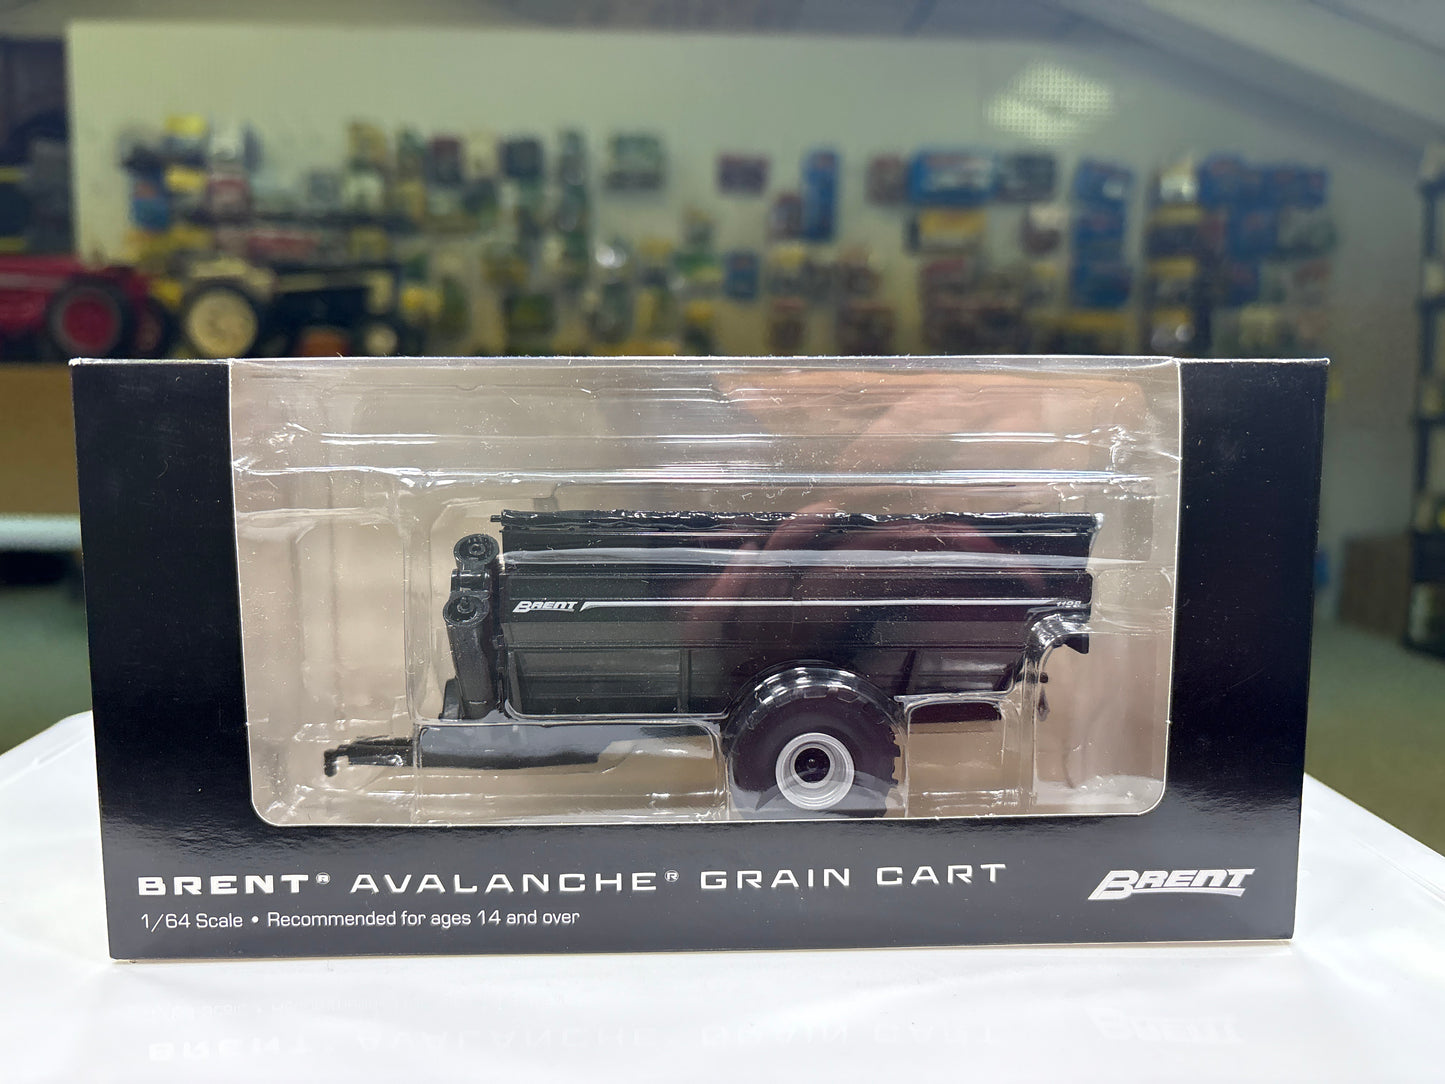 BRENT
BRENT® AVALANCHE® GRAIN CART
BRENT
1/64 Scale • Recommended for ages 14 and over